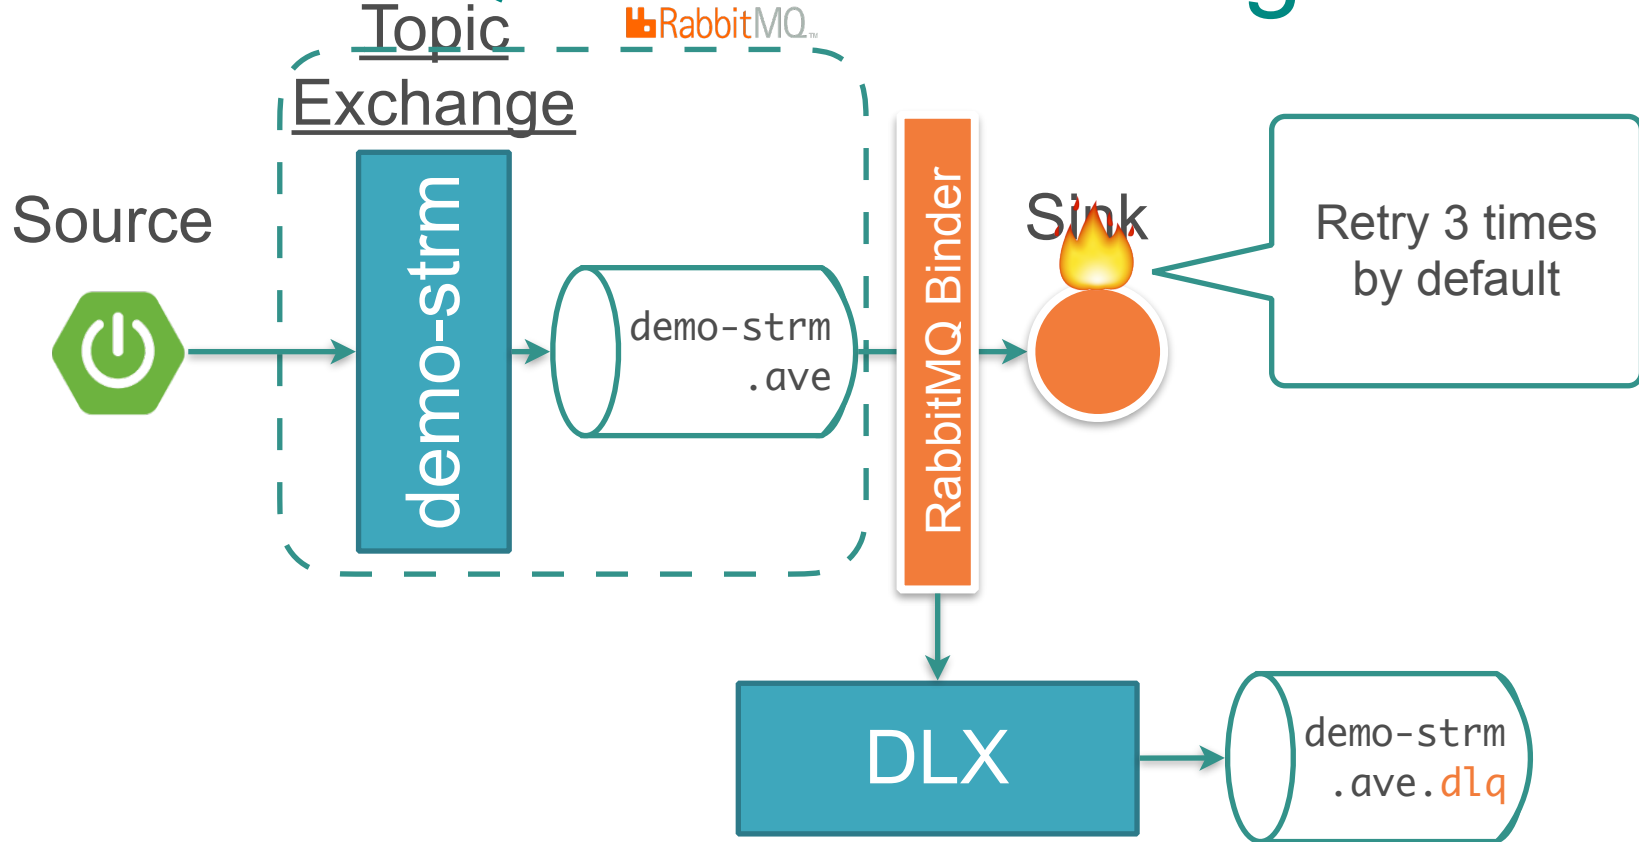 Topic
Exchange
RabbitMQ™
Source
demo-strm
demo-strm
.ave
RabbitMQ Binder
Sink
Retry 3 times
by default
DLX
demo-strm
.ave.dlq